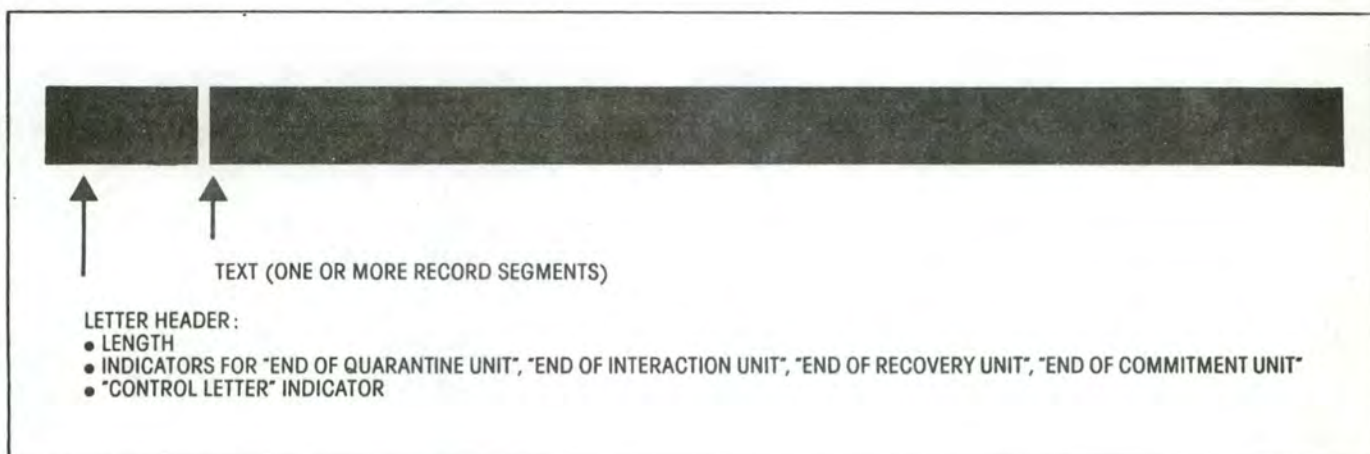 TEXT (ONE OR MORE RECORD SEGMENTS)
LETTER HEADER:
• LENGTH
• INDICATORS FOR "END OF QUARANTINE UNIT", "END OF INTERACTION UNIT", "END OF RECOVERY UNIT", "END OF COMMITMENT UNIT"
• "CONTROL LETTER" INDICATOR